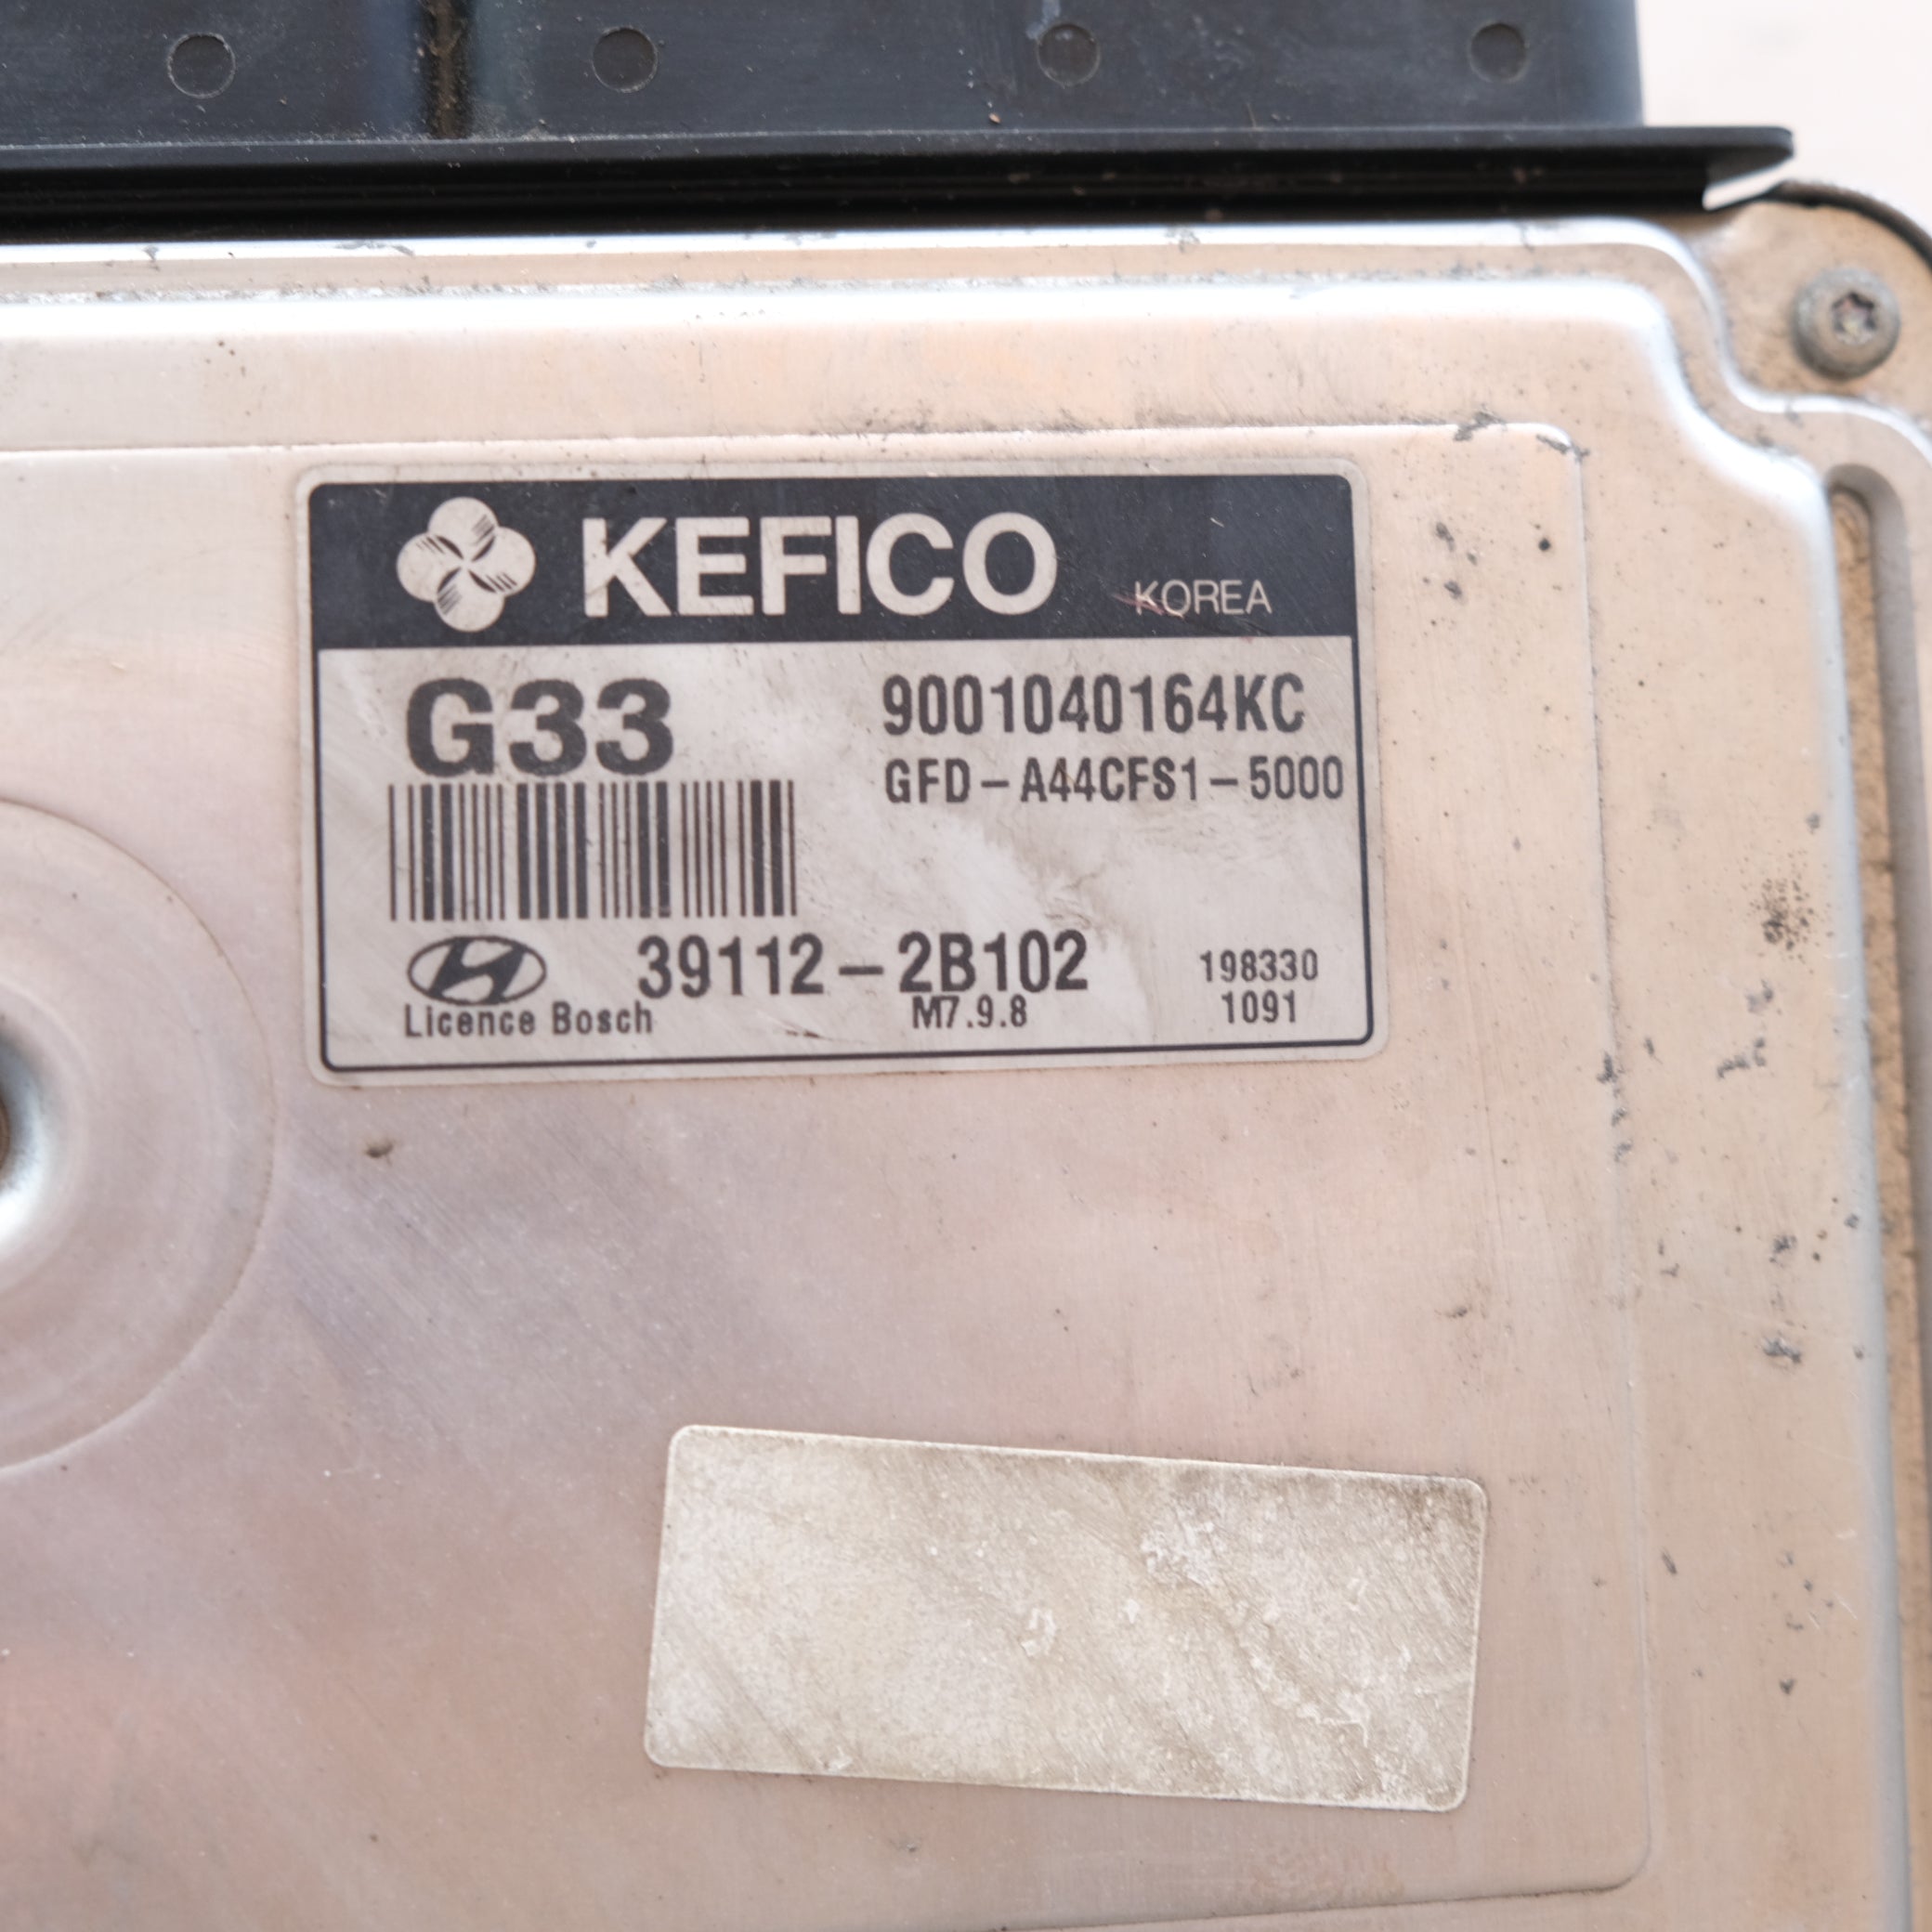 KEFICO KOREA
G33 9001040164KC
GFD-A44CFS1-5000
39112-2B102 198330
Licence Bosch M7.9.8 1091